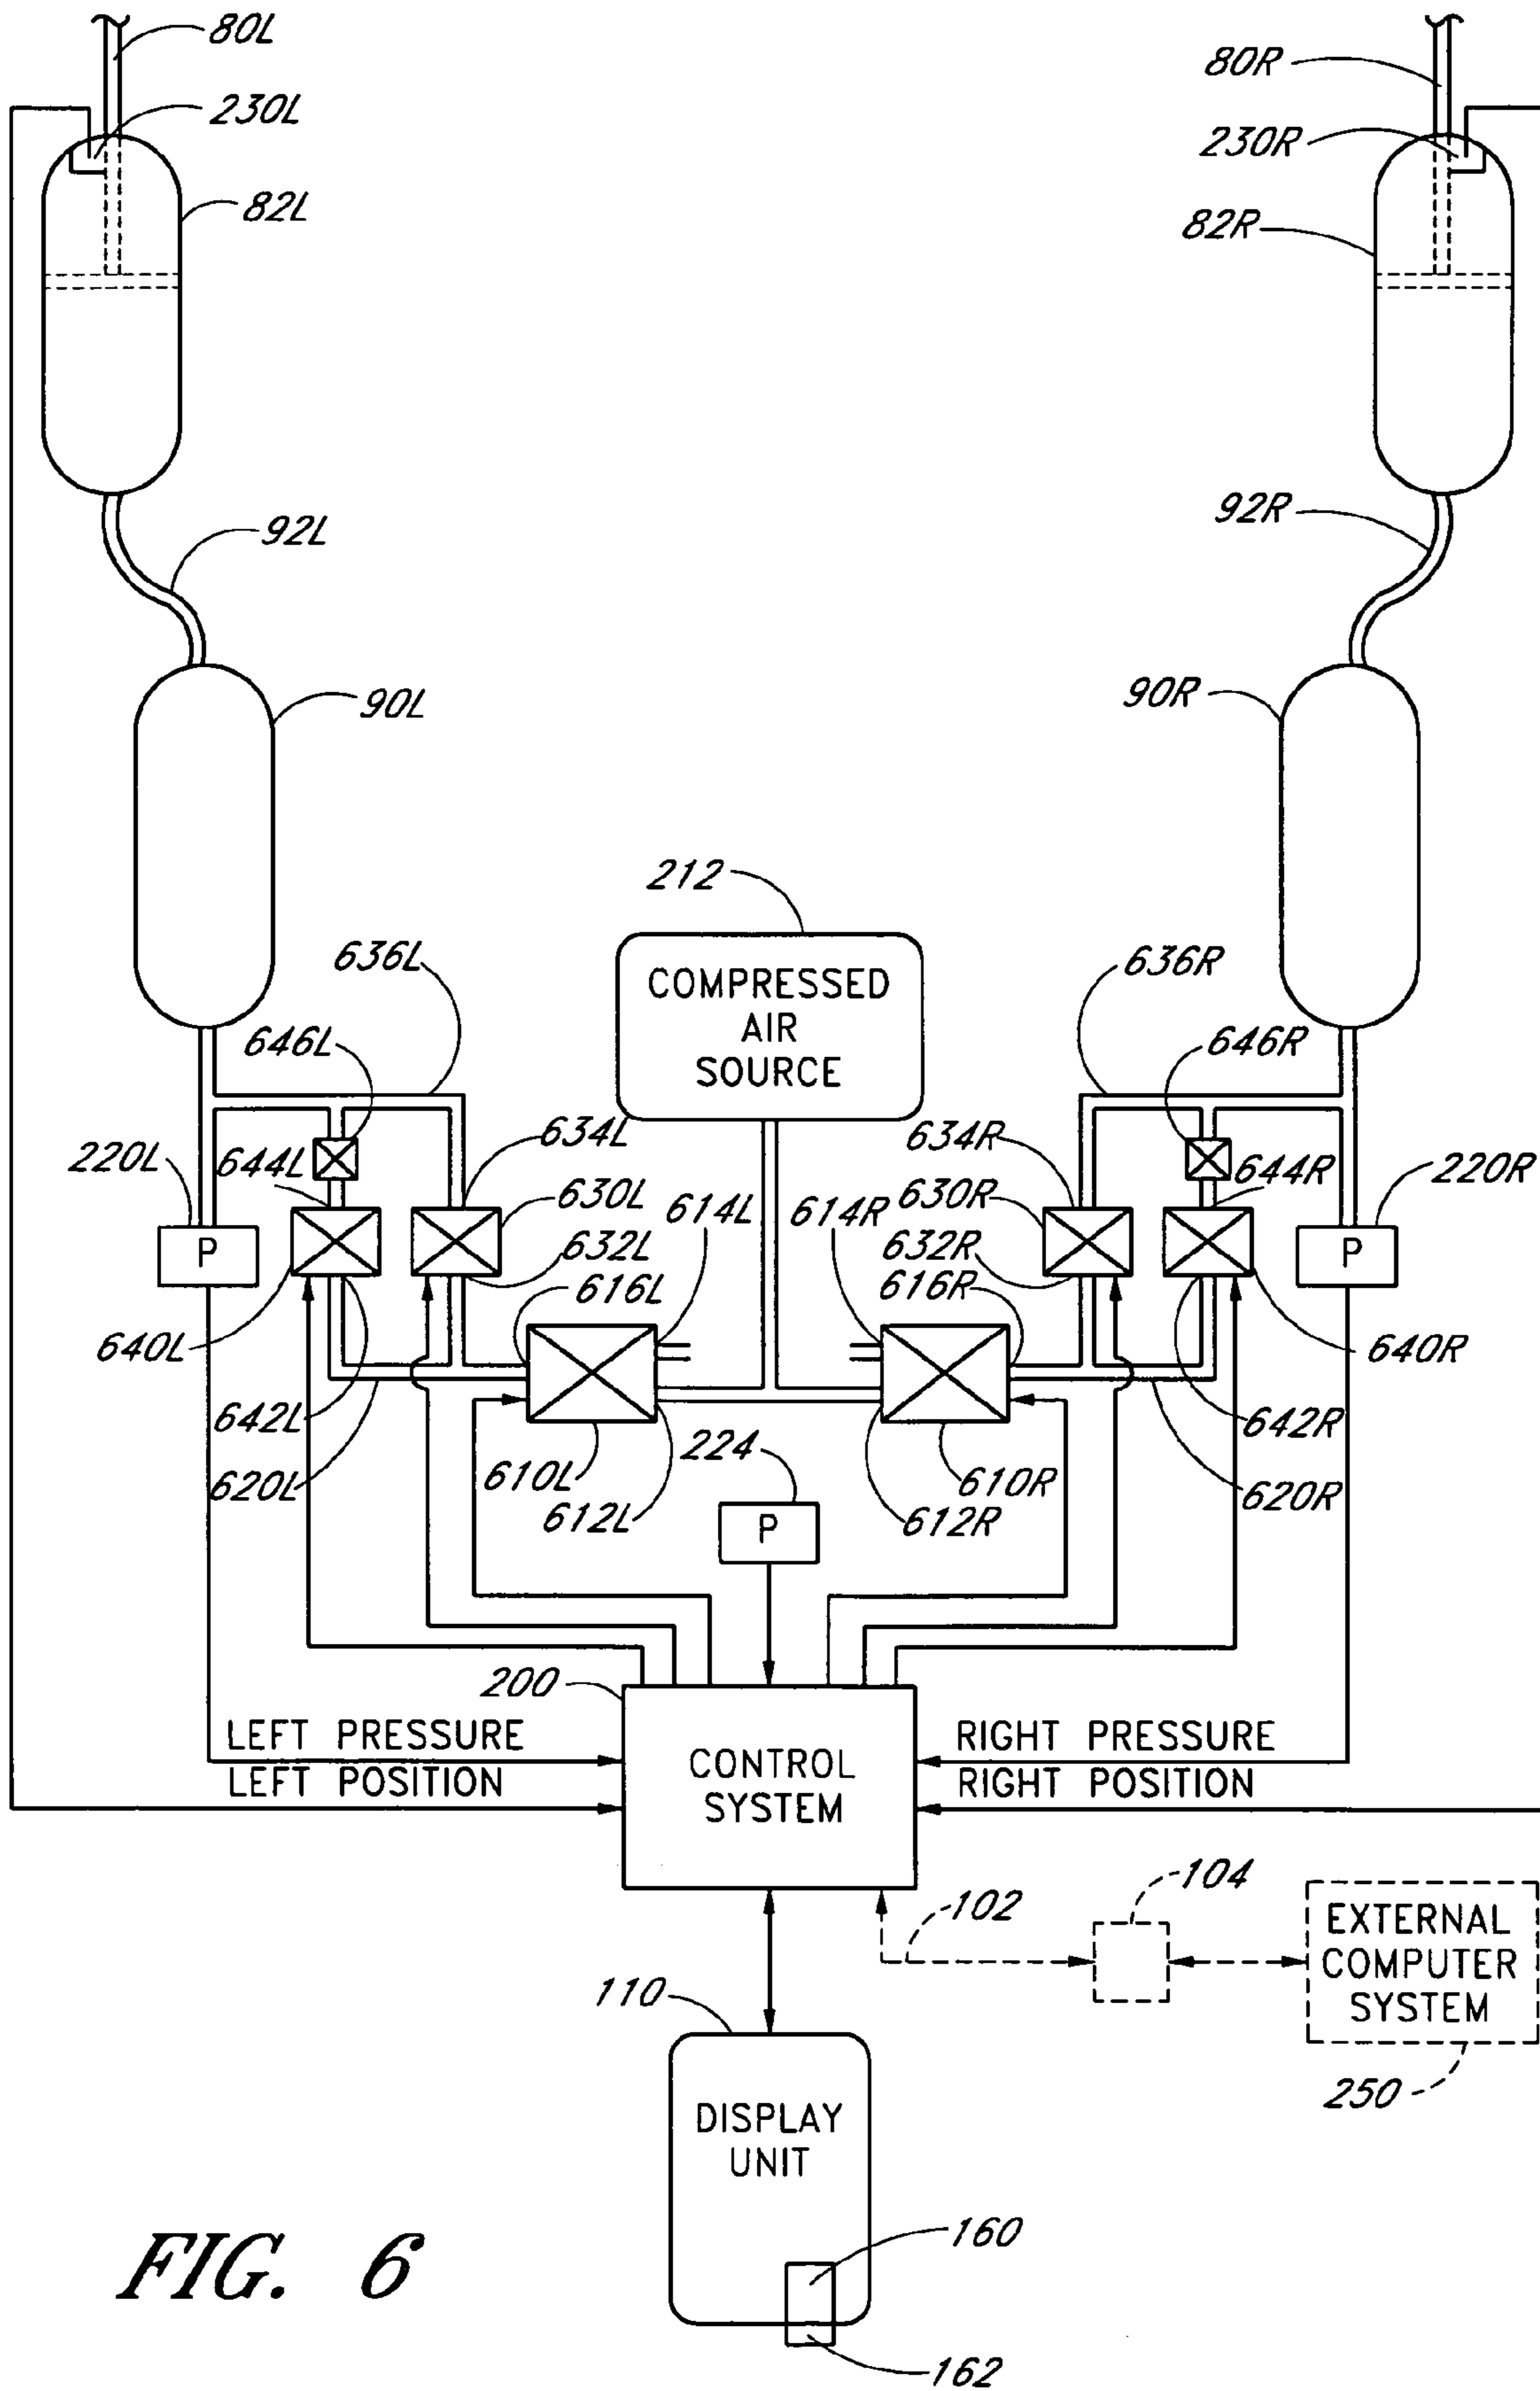 80L
80R
230L
230R
82L
82R
92L
92R
90L
90R
212
636L
COMPRESSED
AIR
SOURCE
636R
646L
646R
634L
634R
220L
644L
644R
220R
630L
614L
614R
630R
P
632L
632R
P
616L
616R
640L
640R
642L
224
642R
620L
610L
610R
620R
612L
612R
P
200
LEFT PRESSURE
RIGHT PRESSURE
CONTROL
SYSTEM
LEFT POSITION
RIGHT POSITION
104
102
EXTERNAL
COMPUTER
SYSTEM
110
250
DISPLAY
UNIT
160
FIG. 6
162